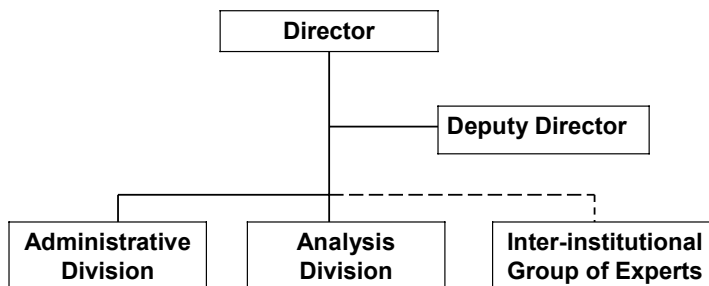 Director
Deputy Director
Administrative
Division
Analysis
Division
Inter-institutional
Group of Experts